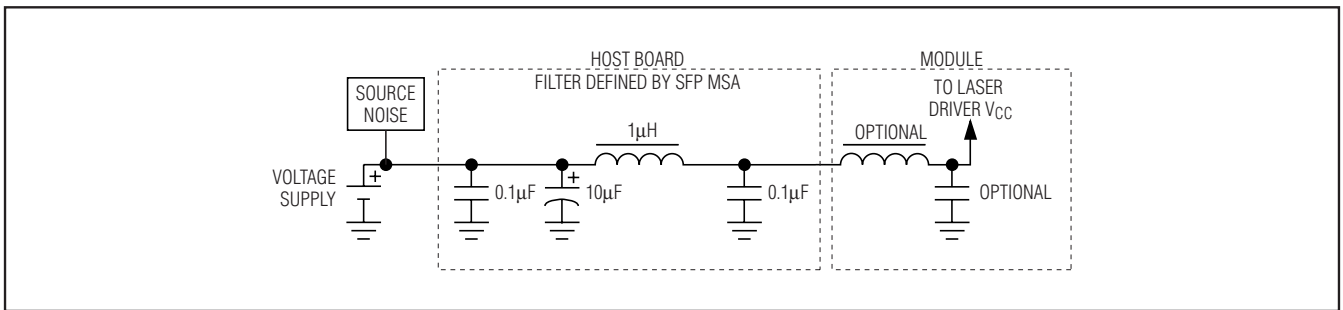 HOST BOARD
FILTER DEFINED BY SFP MSA
MODULE
SOURCE
NOISE
TO LASER
DRIVER VCC
1μH
OPTIONAL
VOLTAGE
SUPPLY
+
+
0.1μF
10μF
0.1μF
OPTIONAL